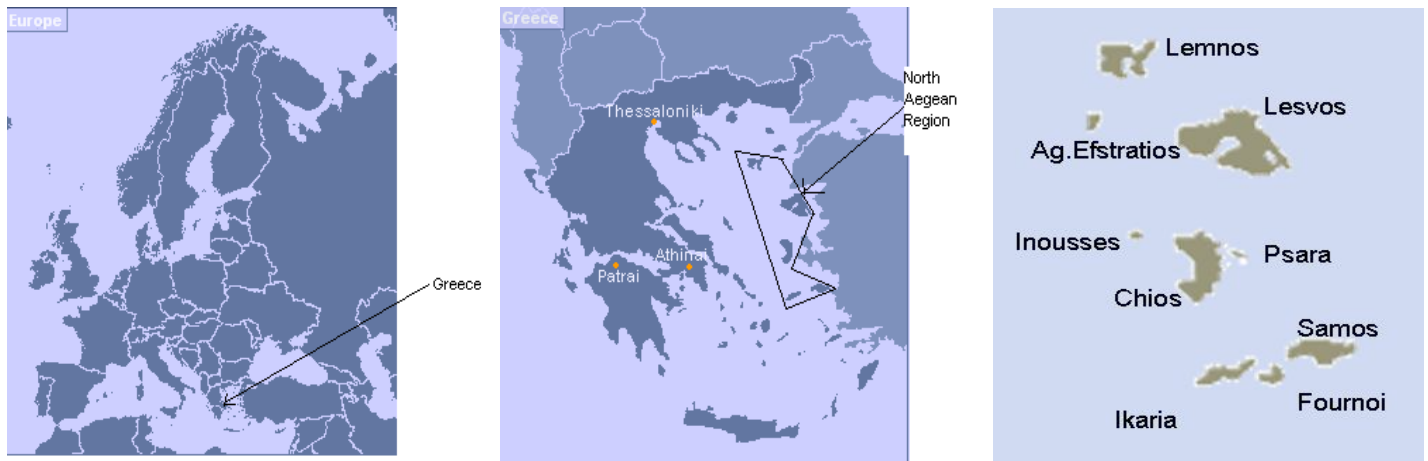 Europe
Greece
Greece
Thessaloniki
Athinai
Patrai
North
Aegean
Region
Lemnos
Lesvos
Ag.Efstratios
Inousses
Psara
Chios
Samos
Fournoi
Ikaria